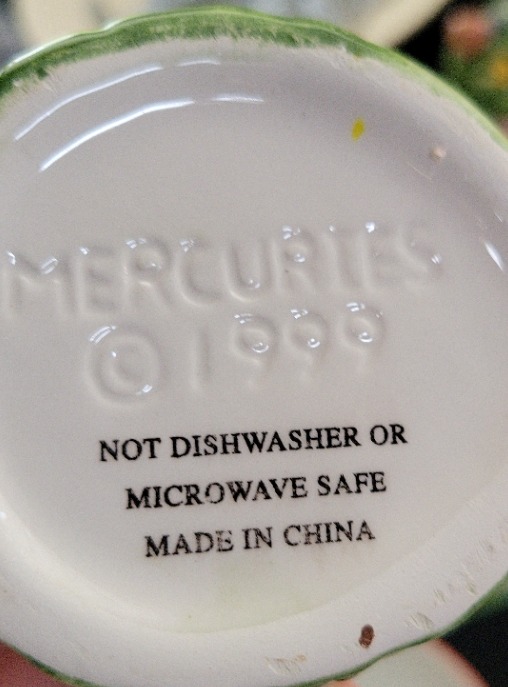 MERCURIES
© 1999
NOT DISHWASHER OR
MICROWAVE SAFE
MADE IN CHINA